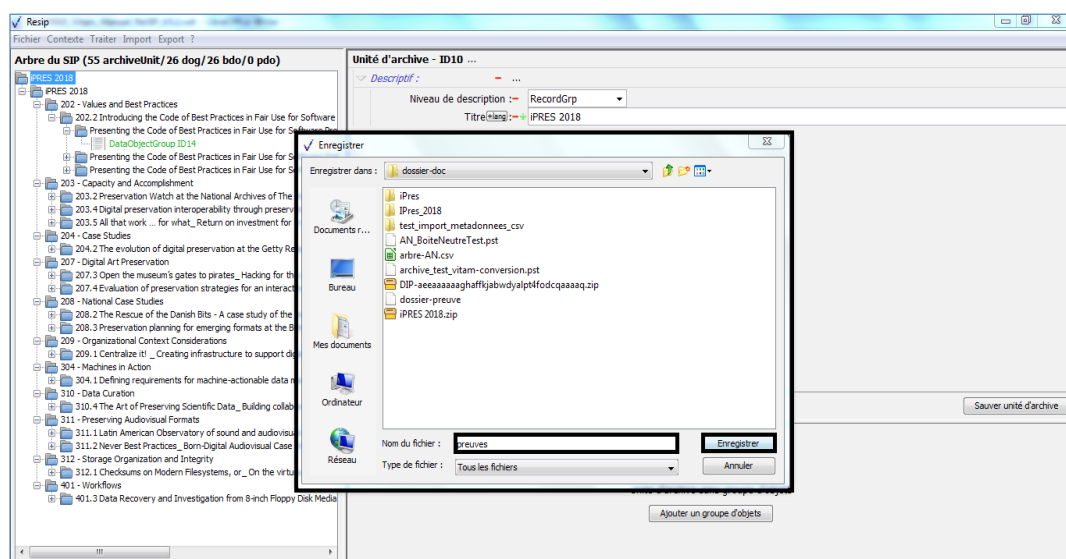 Resip
Fichier Contexte Traiter Import Export ?
Arbre du SIP (55 archiveUnit/26 dog/26 bdo/0 pdo)
iPRES 2018
iPRES 2018
202 - Values and Best Practices
202.2 Introducing the Code of Best Practices in Fair Use for Software
Presenting the Code of Best Practices in Fair Use for Software Pre
DataObjectGroup ID14
Presenting the Code of Best Practices in Fair Use for S
Presenting the Code of Best Practices in Fair Use for S
203 - Capacity and Accomplishment
203.2 Preservation Watch at the National Archives of The
203.4 Digital preservation interoperability through preserv
203.5 All that work ... for what_ Return on investment for
204 - Case Studies
204.2 The evolution of digital preservation at the Getty Re
207 - Digital Art Preservation
207.3 Open the museum's gates to pirates_ Hacking for th
207.4 Evaluation of preservation strategies for an interact
208 - National Case Studies
208.2 The Rescue of the Danish Bits - A case study of the
208.3 Preservation planning for emerging formats at the B
209 - Organizational Context Considerations
209.1 Centralize it! _ Creating infrastructure to support dig
304 - Machines in Action
304.1 Defining requirements for machine-actionable data m
310 - Data Curation
310.4 The Art of Preserving Scientific Data_ Building collab
311 - Preserving Audiovisual Formats
311.1 Latin American Observatory of sound and audiovisu
311.2 Never Best Practices_ Born-Digital Audiovisual Case
312 - Storage Organization and Integrity
312.1 Checksums on Modern Filesystems, or_ On the virtu
401 - Workflows
401.3 Data Recovery and Investigation from 8-inch Floppy Disk Media
Unité d'archive - ID10 ...
Descriptif : - ...
Niveau de description :- RecordGrp
Titre +lang :-+ iPRES 2018
Enregistrer
Enregistrer dans : dossier-doc
Documents r...
Bureau
Mes documents
Ordinateur
Réseau
iPres
IPres_2018
test_import_metadonnees_csv
AN_BoiteNeutreTest.pst
arbre-AN.csv
archive_test_vitam-conversion.pst
DIP-aeeaaaaaaghaffkjabwdyalpt4fodcqaaaaq.zip
dossier-preuve
iPRES 2018.zip
Nom du fichier : preuves
Enregistrer
Type de fichier : Tous les fichiers
Annuler
Sauver unité d'archive
Unité d'archive sans groupe d'objets
Ajouter un groupe d'objets